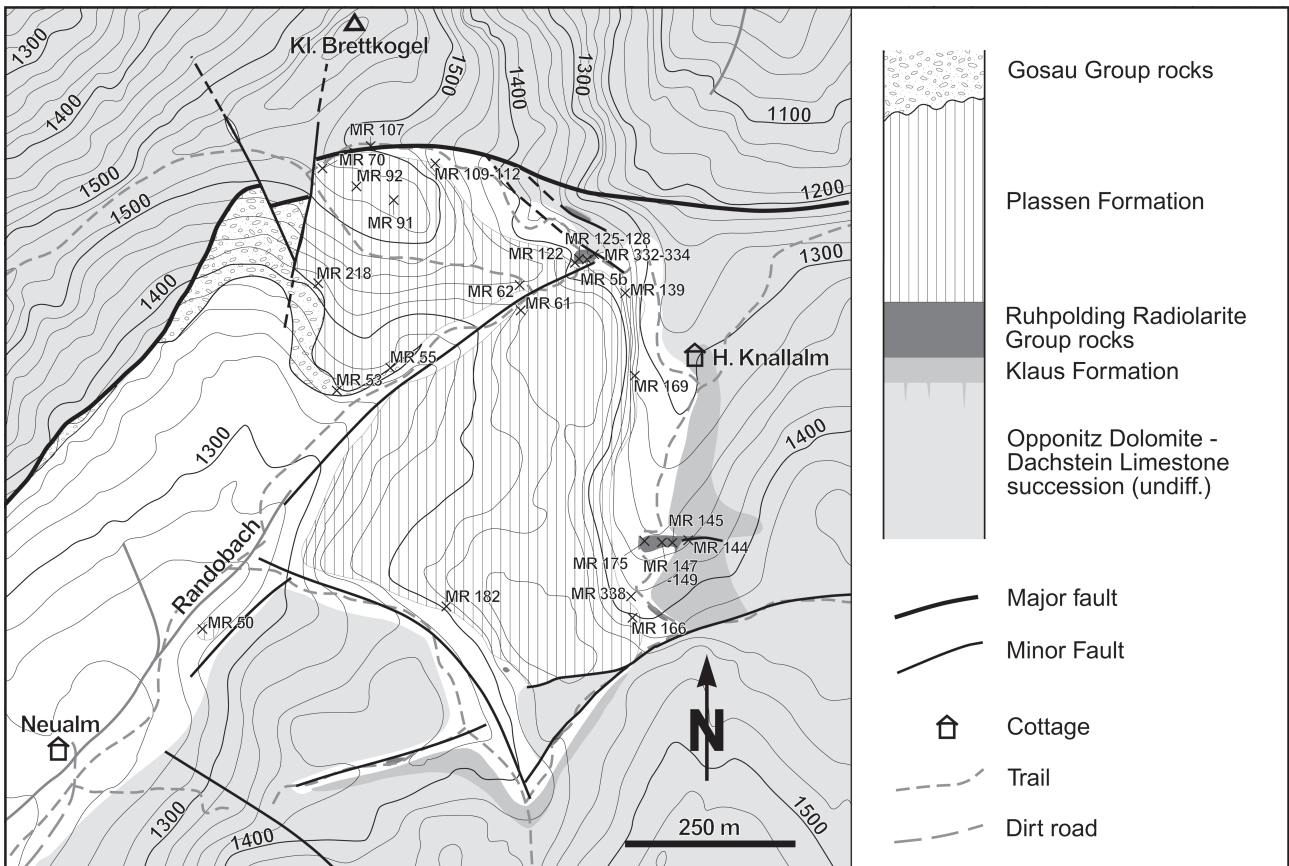 1300
Kl. Brettkogel
1500
1400
1300
1400
1100
MR 107
1500
MR 70
MR 92
MR 109-112
1200
1500
MR 91
MR 125-128
MR 122
MR 332-334
1300
MR 218
MR 5b
1400
MR 62
MR 139
MR 61
MR 55
H. Knallalm
MR 53
MR 169
1300
1400
MR 145
Randobach
MR 144
MR 175
MR 147
-149
MR 182
MR 338
MR 50
MR 166
Neualm
N
1300
1400
250 m
1500
Gosau Group rocks
Plassen Formation
Ruhpolding Radiolarite
Group rocks
Klaus Formation
Opponitz Dolomite -
Dachstein Limestone
succession (undiff.)
Major fault
Minor Fault
Cottage
Trail
Dirt road